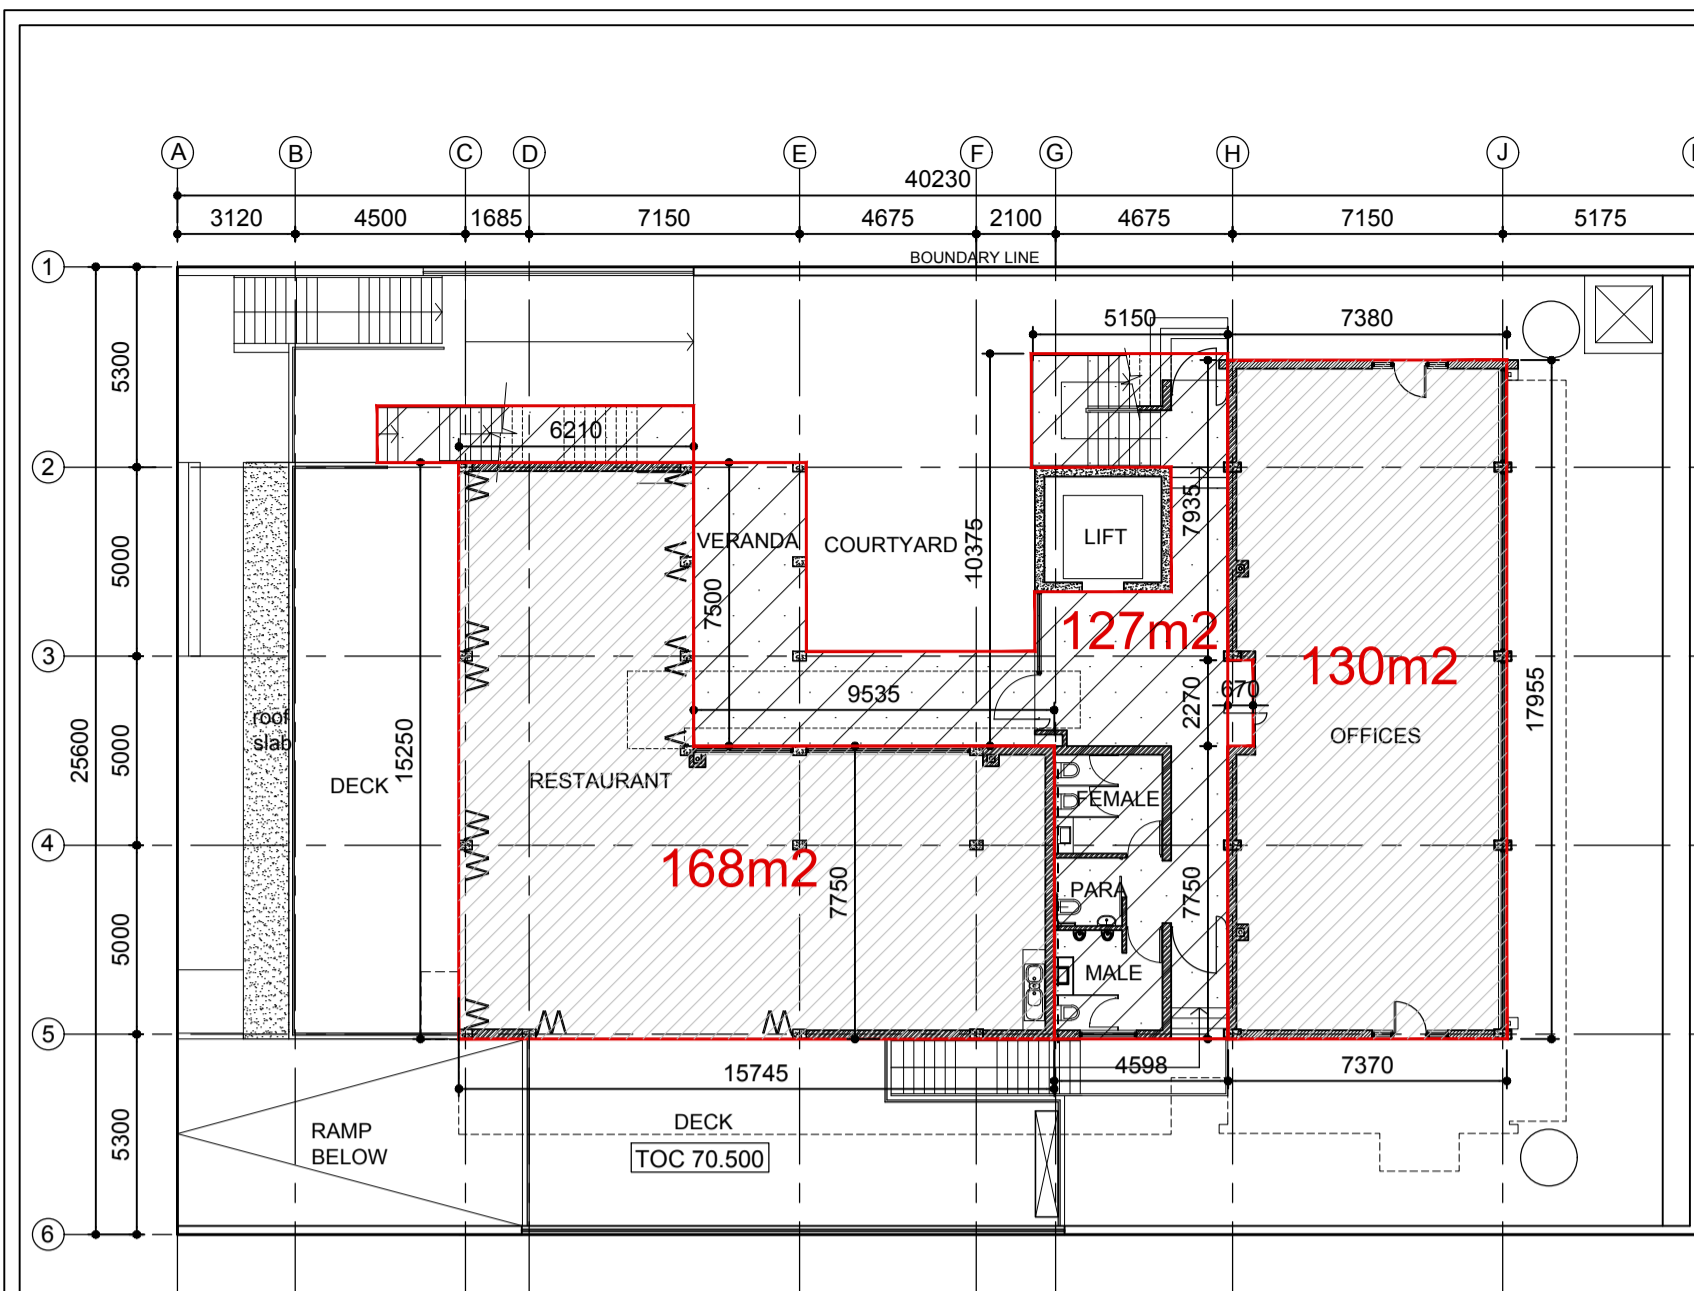 A B C D E F G H J
40230
3120 4500 1685 7150 4675 2100 4675 7150 5175
BOUNDARY LINE
1
5150 7380
5300
6210
2
5000
7935
VERANDA COURTYARD LIFT
10375
7500
127m2
3
130m2
9535
670
2270
17955
roof
slab
25600
5000
15250
OFFICES
RESTAURANT
DECK
FEMALE
4
168m2
7750
PARA
7750
5000
MALE
5
15745 4598 7370
5300
DECK
RAMP
BELOW
TOC 70.500
6